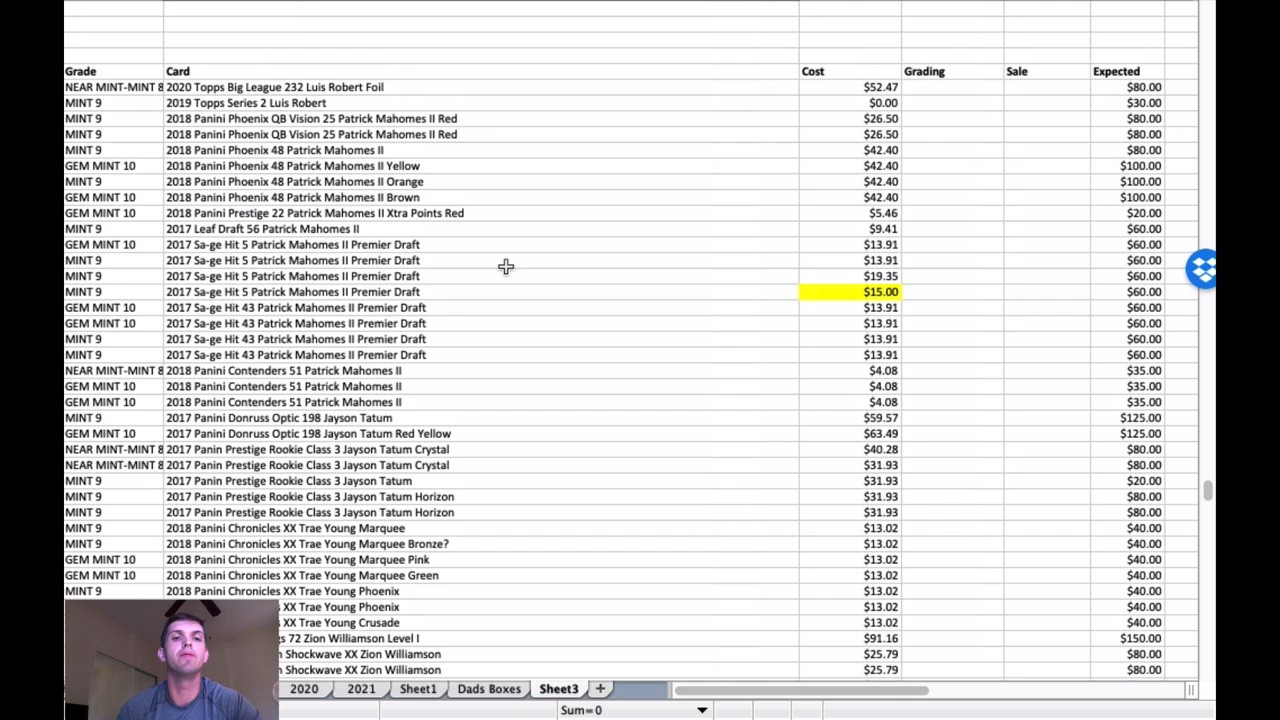 Grade Card Cost Grading Sale Expected
NEAR MINT-MINT 8 2020 Topps Big League 232 Luis Robert Foil $52.47 $80.00
MINT 9 2019 Topps Series 2 Luis Robert $0.00 $30.00
MINT 9 2018 Panini Phoenix QB Vision 25 Patrick Mahomes II Red $26.50 $80.00
MINT 9 2018 Panini Phoenix QB Vision 25 Patrick Mahomes II Red $26.50 $80.00
MINT 9 2018 Panini Phoenix 48 Patrick Mahomes II $42.40 $80.00
GEM MINT 10 2018 Panini Phoenix 48 Patrick Mahomes II Yellow $42.40 $100.00
MINT 9 2018 Panini Phoenix 48 Patrick Mahomes II Orange $42.40 $100.00
GEM MINT 10 2018 Panini Phoenix 48 Patrick Mahomes II Brown $42.40 $100.00
GEM MINT 10 2018 Panini Prestige 22 Patrick Mahomes II Xtra Points Red $5.46 $20.00
MINT 9 2017 Leaf Draft 56 Patrick Mahomes II $9.41 $60.00
GEM MINT 10 2017 Sa-ge Hit 5 Patrick Mahomes II Premier Draft $13.91 $60.00
MINT 9 2017 Sa-ge Hit 5 Patrick Mahomes II Premier Draft $13.91 $60.00
MINT 9 2017 Sa-ge Hit 5 Patrick Mahomes II Premier Draft $19.35 $60.00
MINT 9 2017 Sa-ge Hit 5 Patrick Mahomes II Premier Draft $15.00 $60.00
GEM MINT 10 2017 Sa-ge Hit 43 Patrick Mahomes II Premier Draft $13.91 $60.00
GEM MINT 10 2017 Sa-ge Hit 43 Patrick Mahomes II Premier Draft $13.91 $60.00
MINT 9 2017 Sa-ge Hit 43 Patrick Mahomes II Premier Draft $13.91 $60.00
MINT 9 2017 Sa-ge Hit 43 Patrick Mahomes II Premier Draft $13.91 $60.00
NEAR MINT-MINT 8 2018 Panini Contenders 51 Patrick Mahomes II $4.08 $35.00
GEM MINT 10 2018 Panini Contenders 51 Patrick Mahomes II $4.08 $35.00
GEM MINT 10 2018 Panini Contenders 51 Patrick Mahomes II $4.08 $35.00
MINT 9 2017 Panini Donruss Optic 198 Jayson Tatum $59.57 $125.00
GEM MINT 10 2017 Panini Donruss Optic 198 Jayson Tatum Red Yellow $63.49 $125.00
NEAR MINT-MINT 8 2017 Panin Prestige Rookie Class 3 Jayson Tatum Crystal $40.28 $80.00
NEAR MINT-MINT 8 2017 Panin Prestige Rookie Class 3 Jayson Tatum Crystal $31.93 $80.00
MINT 9 2017 Panin Prestige Rookie Class 3 Jayson Tatum $31.93 $20.00
MINT 9 2017 Panin Prestige Rookie Class 3 Jayson Tatum Horizon $31.93 $80.00
MINT 9 2017 Panin Prestige Rookie Class 3 Jayson Tatum Horizon $31.93 $80.00
MINT 9 2018 Panini Chronicles XX Trae Young Marquee $13.02 $40.00
MINT 9 2018 Panini Chronicles XX Trae Young Marquee Bronze? $13.02 $40.00
GEM MINT 10 2018 Panini Chronicles XX Trae Young Marquee Pink $13.02 $40.00
GEM MINT 10 2018 Panini Chronicles XX Trae Young Marquee Green $13.02 $40.00
MINT 9 2018 Panini Chronicles XX Trae Young Phoenix $13.02 $40.00
s XX Trae Young Phoenix $13.02 $40.00
s XX Trae Young Crusade $13.02 $40.00
gs 72 Zion Williamson Level I $91.16 $150.00
n Shockwave XX Zion Williamson $25.79 $80.00
n Shockwave XX Zion Williamson $25.79 $80.00
2020 2021 Sheet1 Dads Boxes Sheet3 +
Sum=0